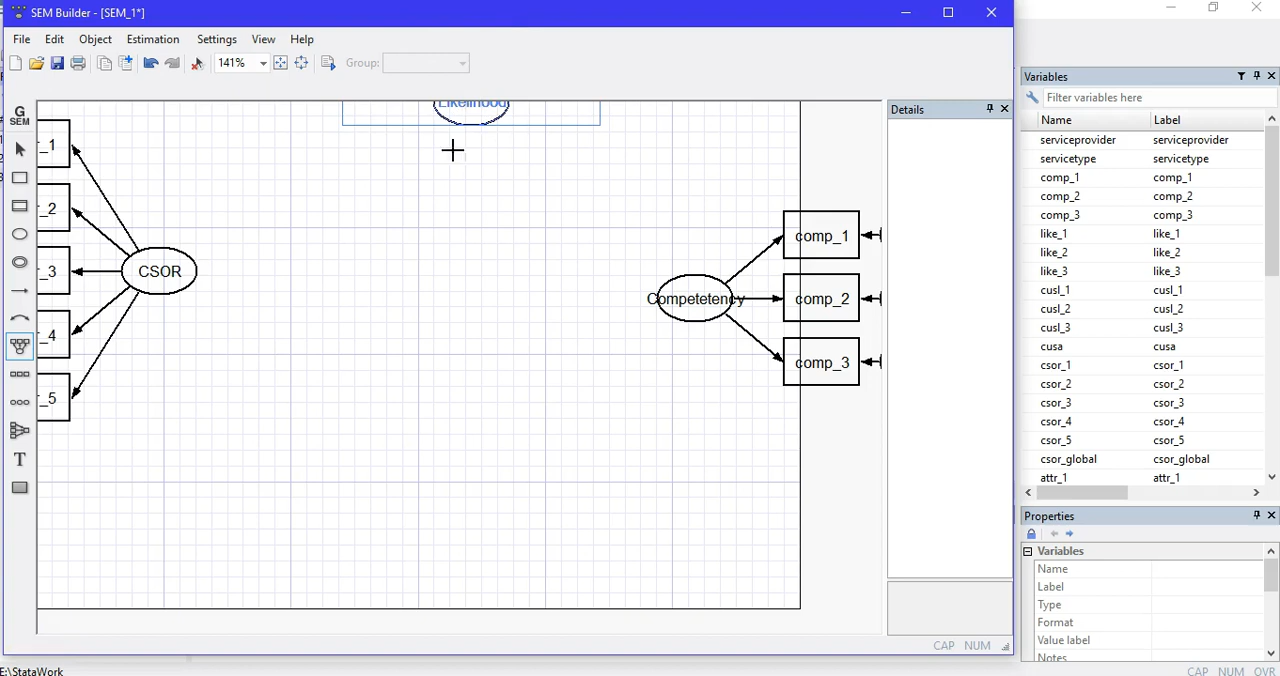 SEM Builder - [SEM_1*]
File Edit Object Estimation Settings View Help
141% Group:
G
SEM
T
Likelihood
_1
_2
_3
_4
_5
CSOR
Competetency
comp_1
comp_2
comp_3
Details
CAP NUM
E:\StataWork
Variables
Filter variables here
Name Label
serviceprovider serviceprovider
servicetype servicetype
comp_1 comp_1
comp_2 comp_2
comp_3 comp_3
like_1 like_1
like_2 like_2
like_3 like_3
cusl_1 cusl_1
cusl_2 cusl_2
cusl_3 cusl_3
cusa cusa
csor_1 csor_1
csor_2 csor_2
csor_3 csor_3
csor_4 csor_4
csor_5 csor_5
csor_global csor_global
attr_1 attr_1
Properties
Variables
Name
Label
Type
Format
Value label
Notes
CAP NUM OVR